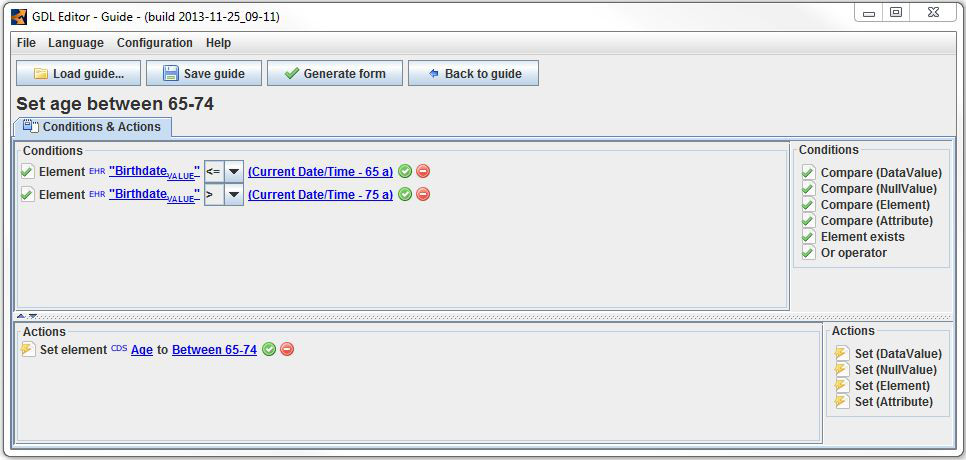 GDL Editor - Guide - (build 2013-11-25_09-11)
File Language Configuration Help
Load guide... Save guide Generate form Back to guide
Set age between 65-74
Conditions & Actions
Conditions
Element EHR "Birthdate VALUE" <= (Current Date/Time - 65 a)
Element EHR "Birthdate VALUE" > (Current Date/Time - 75 a)
Conditions
Compare (DataValue)
Compare (NullValue)
Compare (Element)
Compare (Attribute)
Element exists
Or operator
Actions
Set element CDS Age to Between 65-74
Actions
Set (DataValue)
Set (NullValue)
Set (Element)
Set (Attribute)